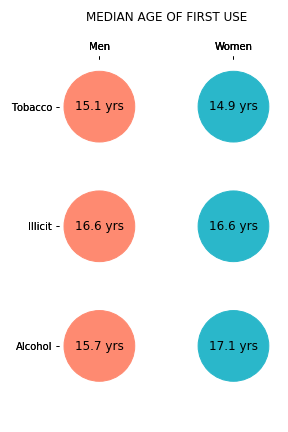 MEDIAN AGE OF FIRST USE
Men Women
Tobacco 15.1 yrs 14.9 yrs
Illicit 16.6 yrs 16.6 yrs
Alcohol 15.7 yrs 17.1 yrs